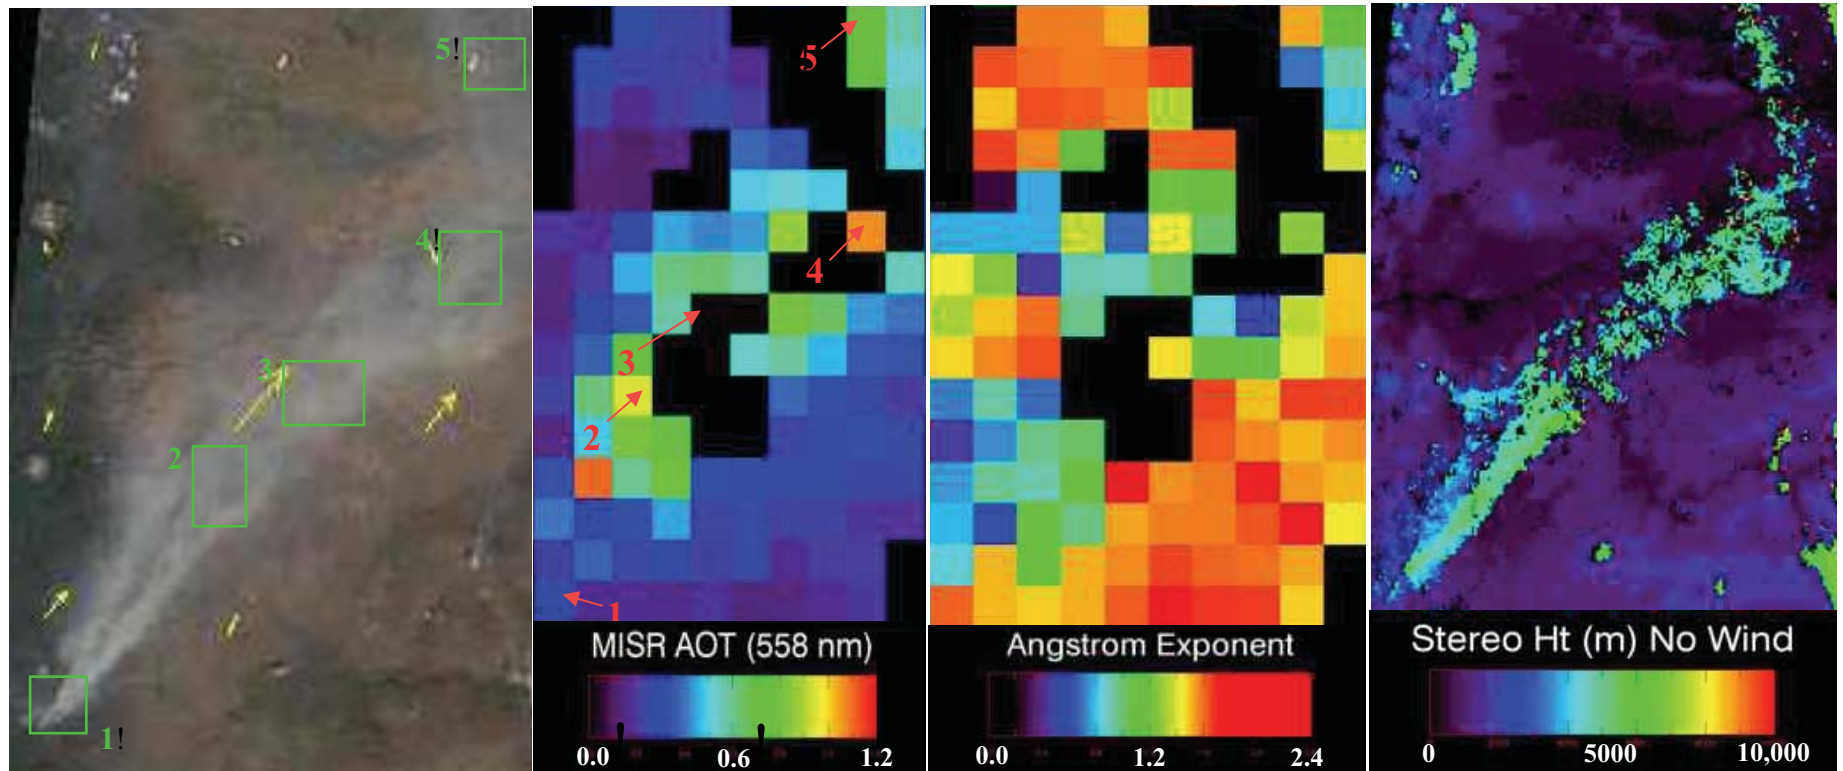 5!
4!
3
2
1!
5
4
3
2
1
MISR AOT (558 nm)
0.0 0.6 1.2
Angstrom Exponent
0.0 1.2 2.4
Stereo Ht (m) No Wind
0 5000 10,000